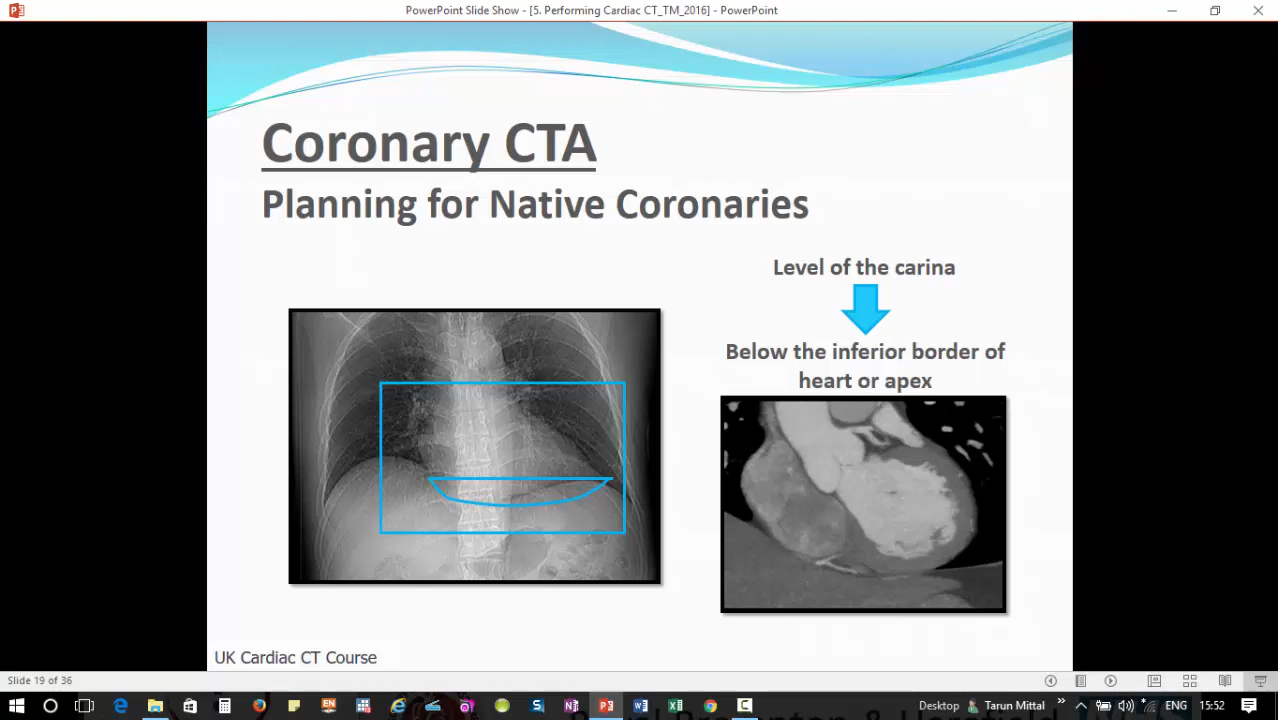 PowerPoint Slide Show - [5. Performing Cardiac CT_TM_2016] - PowerPoint
Coronary CTA
Planning for Native Coronaries
Level of the carina
Below the inferior border of
heart or apex
UK Cardiac CT Course
Slide 19 of 36
Desktop
Tarun Mittal
ENG
15:52